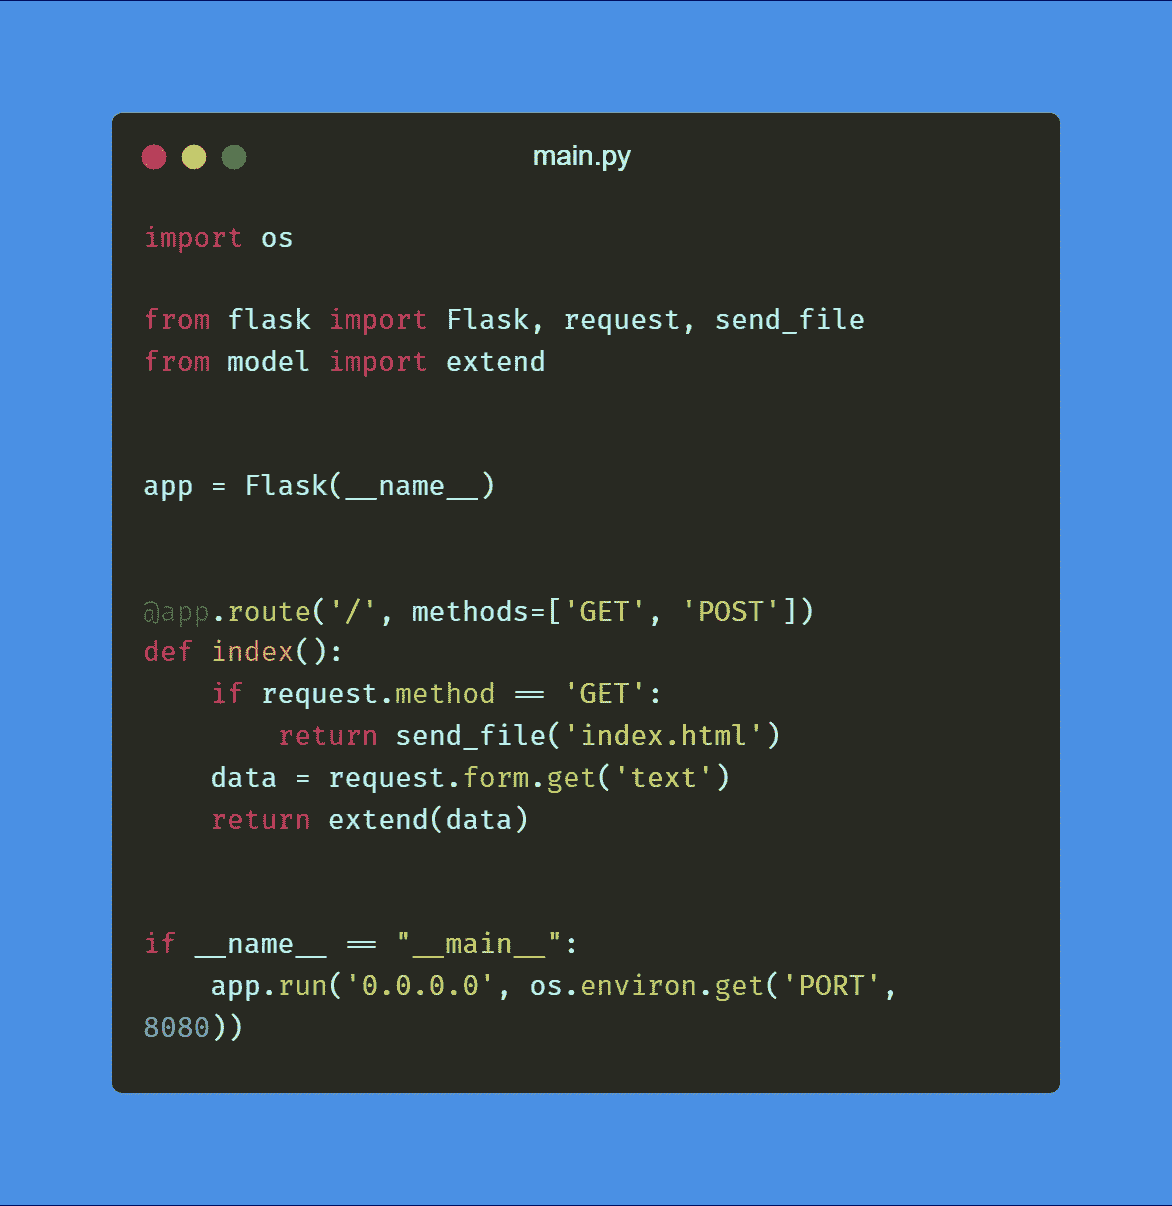 main.py
import os
from flask import Flask, request, send_file
from model import extend
app = Flask(__name__)
@app.route('/', methods=['GET', 'POST'])
def index():
    if request.method == 'GET':
        return send_file('index.html')
    data = request.form.get('text')
    return extend(data)
if __name__ == "__main__":
    app.run('0.0.0.0', os.environ.get('PORT',
8080))